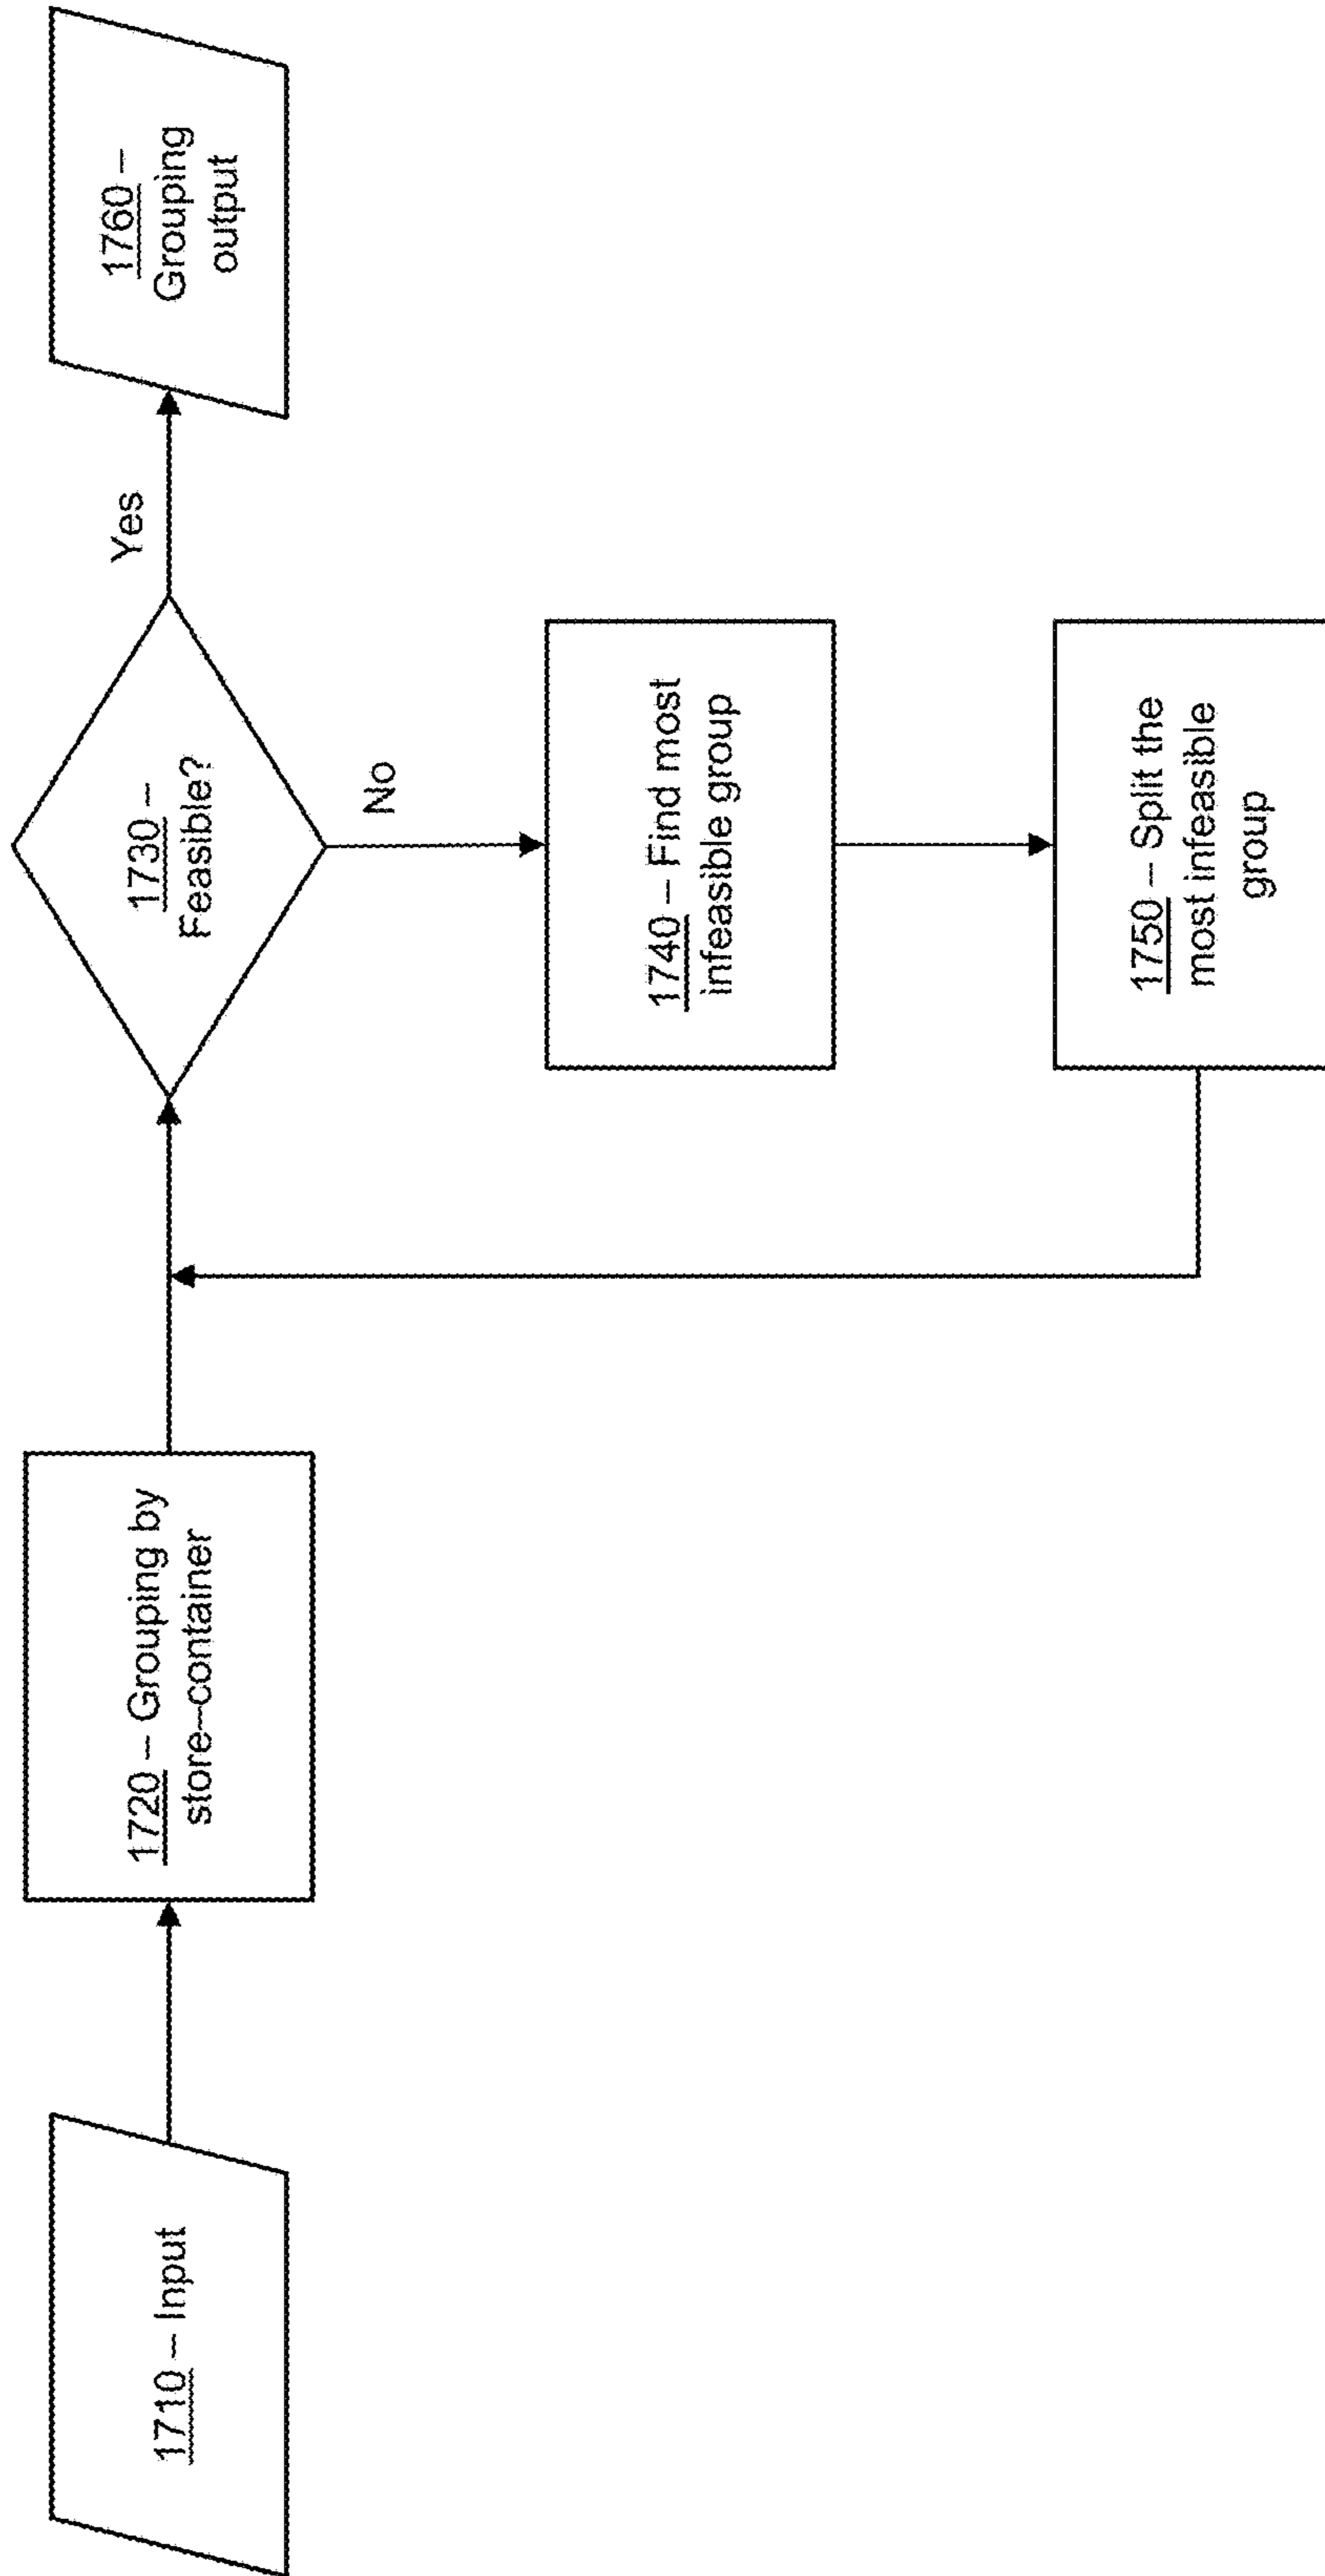 1710 – Input
1720 – Grouping by
store–container
1730 –
Feasible?
Yes
No
1760 –
Grouping
output
1740 – Find most
infeasible group
1750 – Split the
most infeasible
group